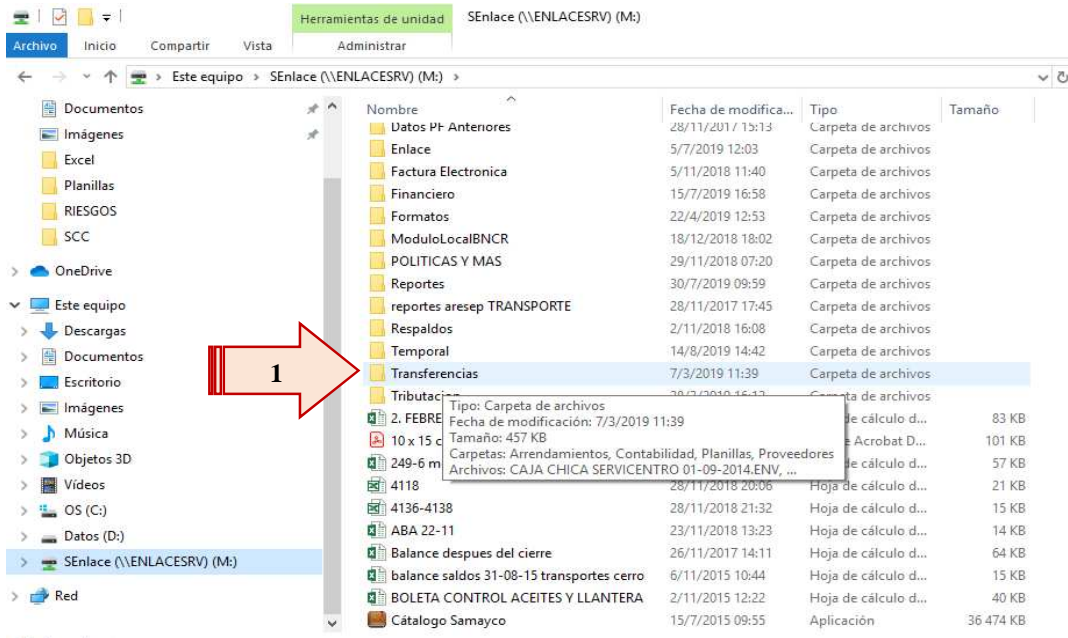 Herramientas de unidad SEnlace (\\ENLACESRV) (M:)
Archivo Inicio Compartir Vista Administrar
Este equipo > SEnlace (\\ENLACESRV) (M:) >
Documentos
Imágenes
Excel
Planillas
RIESGOS
SCC
OneDrive
Este equipo
Descargas
Documentos
Escritorio
Imágenes
Música
Objetos 3D
Vídeos
OS (C:)
Datos (D:)
SEnlace (\\ENLACESRV) (M:)
Red
1
Nombre Fecha de modifica... Tipo Tamaño
Datos PF Anteriores 28/11/2017 15:13 Carpeta de archivos
Enlace 5/7/2019 12:03 Carpeta de archivos
Factura Electronica 5/11/2018 11:40 Carpeta de archivos
Financiero 15/7/2019 16:58 Carpeta de archivos
Formatos 22/4/2019 12:53 Carpeta de archivos
ModuloLocalBNCR 18/12/2018 18:02 Carpeta de archivos
POLITICAS Y MAS 29/11/2018 07:20 Carpeta de archivos
Reportes 30/7/2019 09:59 Carpeta de archivos
reportes aresep TRANSPORTE 28/11/2017 17:45 Carpeta de archivos
Respaldos 2/11/2018 16:08 Carpeta de archivos
Temporal 14/8/2019 14:42 Carpeta de archivos
Transferencias 7/3/2019 11:39 Carpeta de archivos
Tributacion Carpeta de archivos
Tipo: Carpeta de archivos
Fecha de modificación: 7/3/2019 11:39
Tamaño: 457 KB
Carpetas: Arrendamientos, Contabilidad, Planillas, Proveedores
Archivos: CAJA CHICA SERVICENTRO 01-09-2014.ENV, ...
2. FEBRE de cálculo d... 83 KB
10 x 15 c e Acrobat D... 101 KB
249-6 m de cálculo d... 57 KB
4118 28/11/2018 20:06 Hoja de cálculo d... 21 KB
4136-4138 28/11/2018 21:32 Hoja de cálculo d... 15 KB
ABA 22-11 23/11/2018 13:23 Hoja de cálculo d... 14 KB
Balance despues del cierre 26/11/2017 14:11 Hoja de cálculo d... 64 KB
balance saldos 31-08-15 transportes cerro 6/11/2015 10:44 Hoja de cálculo d... 15 KB
BOLETA CONTROL ACEITES Y LLANTERA 2/11/2015 12:22 Hoja de cálculo d... 40 KB
Cátalogo Samayco 15/7/2015 09:55 Aplicación 36 474 KB